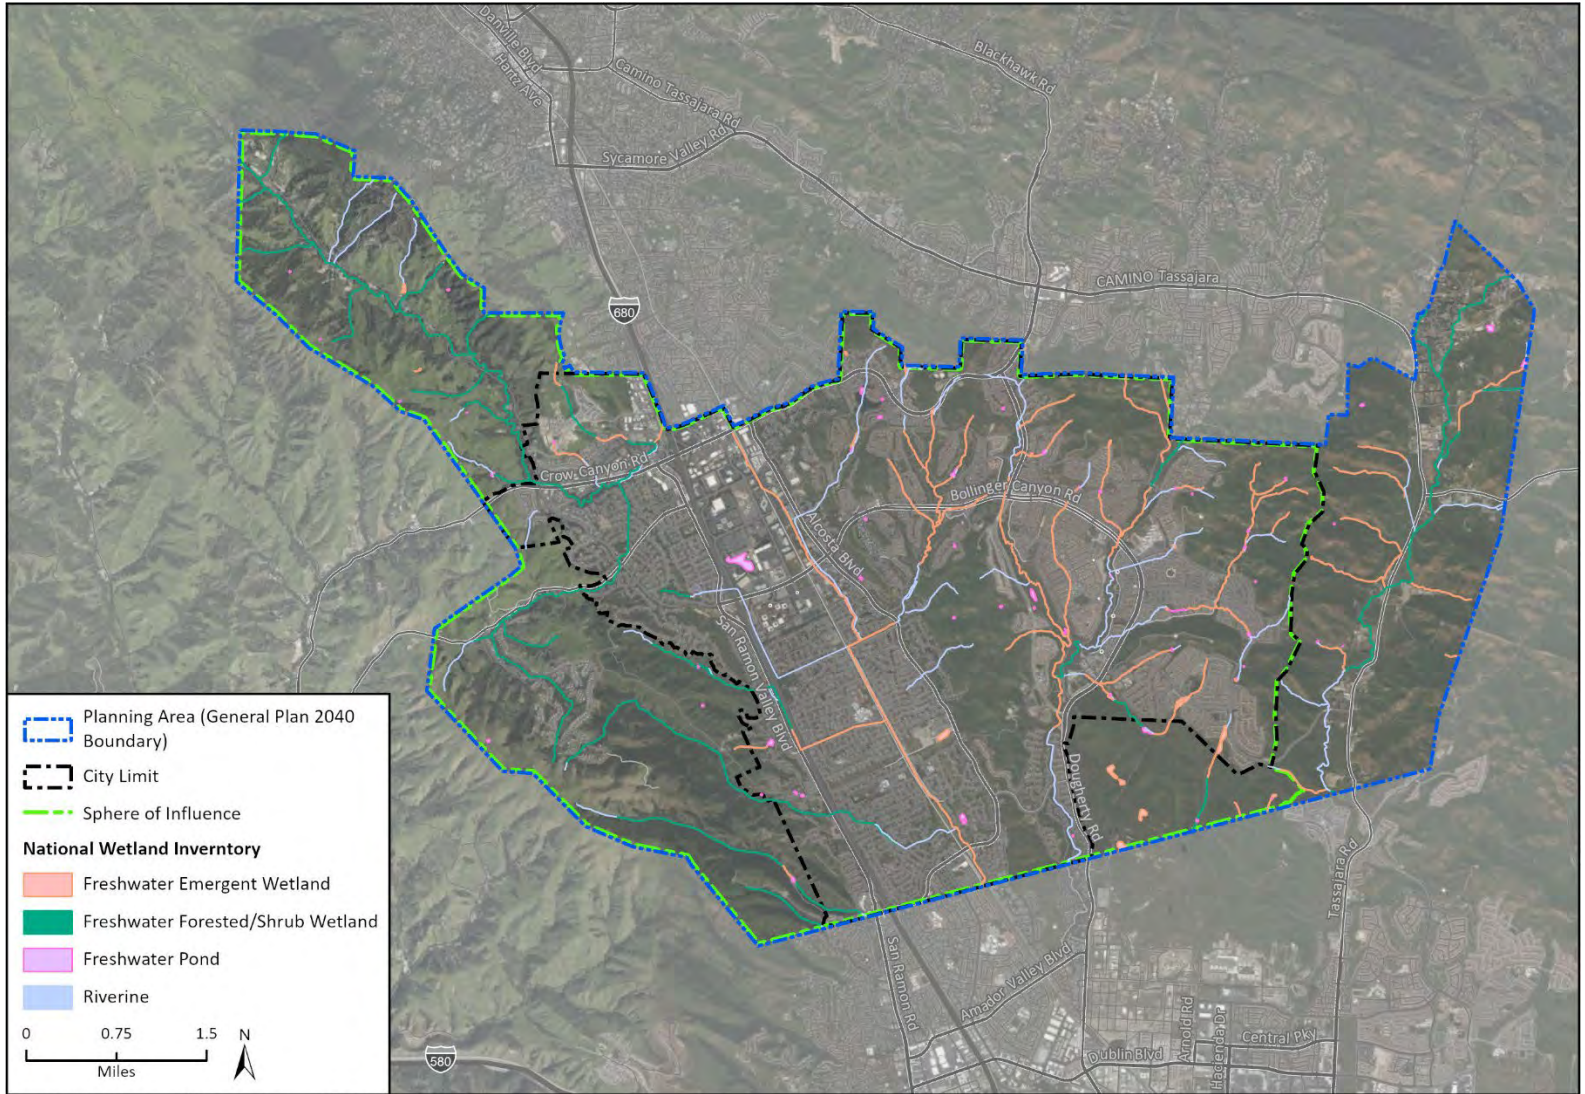 Danville Blvd
Hartz Ave
Camino Tassajara Rd
Blackhawk Rd
Sycamore Valley Rd
CAMINO Tassajara
680
Crow Canyon Rd
Bollinger Canyon Rd
Alcosta Blvd
San Ramon Valley Blvd
Dougherty Rd
Tassajara Rd
San Ramon Rd
Amador Valley Blvd
Arnold Rd
Hacienda Dr
Central Pky
Dublin Blvd
580
Planning Area (General Plan 2040
Boundary)
City Limit
Sphere of Influence
National Wetland Inverntory
Freshwater Emergent Wetland
Freshwater Forested/Shrub Wetland
Freshwater Pond
Riverine
0 0.75 1.5
Miles
N